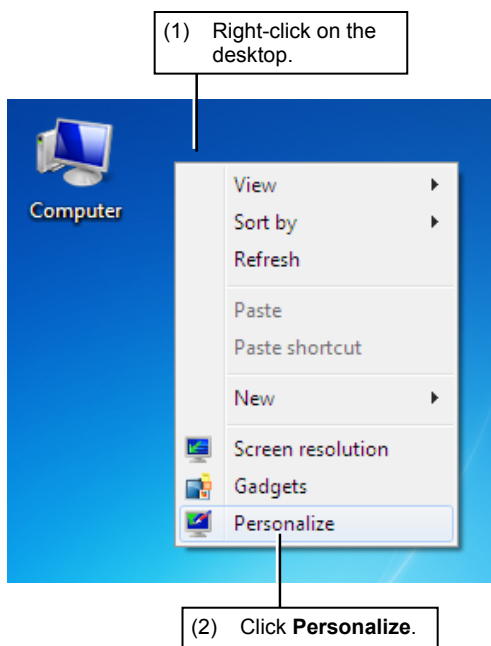 (1) Right-click on the
desktop.
Computer
View
Sort by
Refresh
Paste
Paste shortcut
New
Screen resolution
Gadgets
Personalize
(2) Click Personalize.